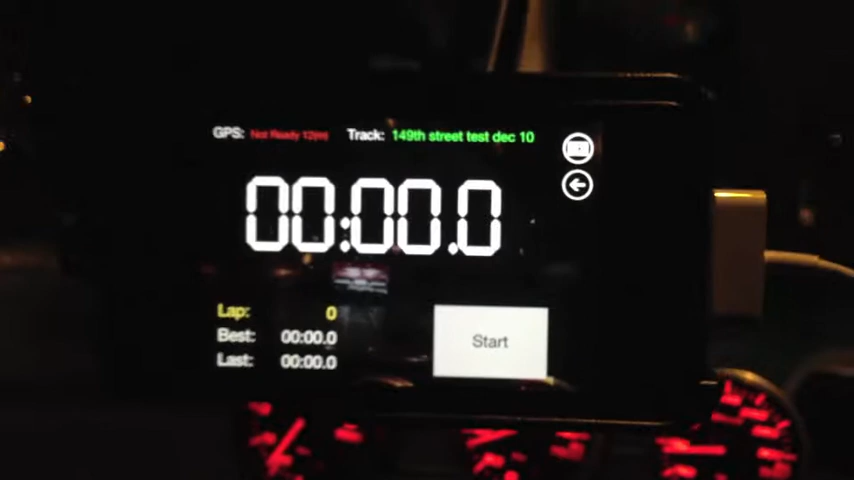 GPS: Not Ready 12(m) Track: 149th street test dec 10
00:00.0
Lap: 0
Best: 00:00.0
Last: 00:00.0
Start